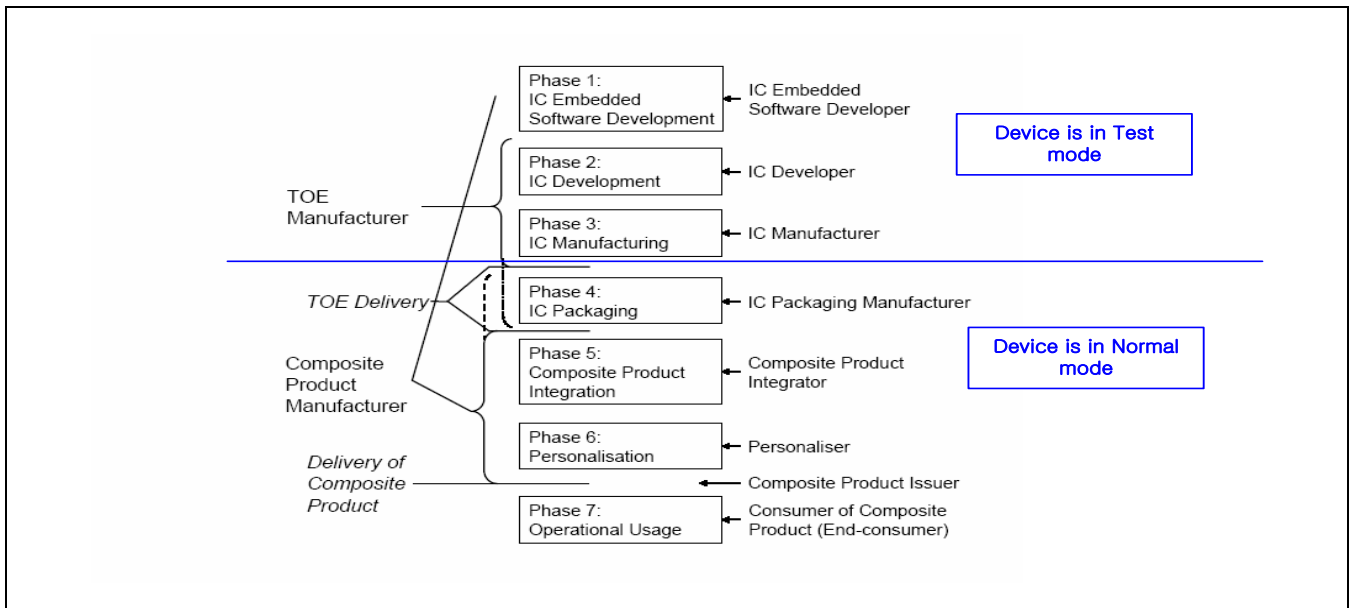 Phase 1:
IC Embedded
Software Development
IC Embedded
Software Developer
Device is in Test
mode
Phase 2:
IC Development
IC Developer
TOE
Manufacturer
Phase 3:
IC Manufacturing
IC Manufacturer
TOE Delivery
Phase 4:
IC Packaging
IC Packaging Manufacturer
Device is in Normal
mode
Composite
Product
Manufacturer
Phase 5:
Composite Product
Integration
Composite Product
Integrator
Phase 6:
Personalisation
Personaliser
Delivery of
Composite
Product
Composite Product Issuer
Phase 7:
Operational Usage
Consumer of Composite
Product (End-consumer)